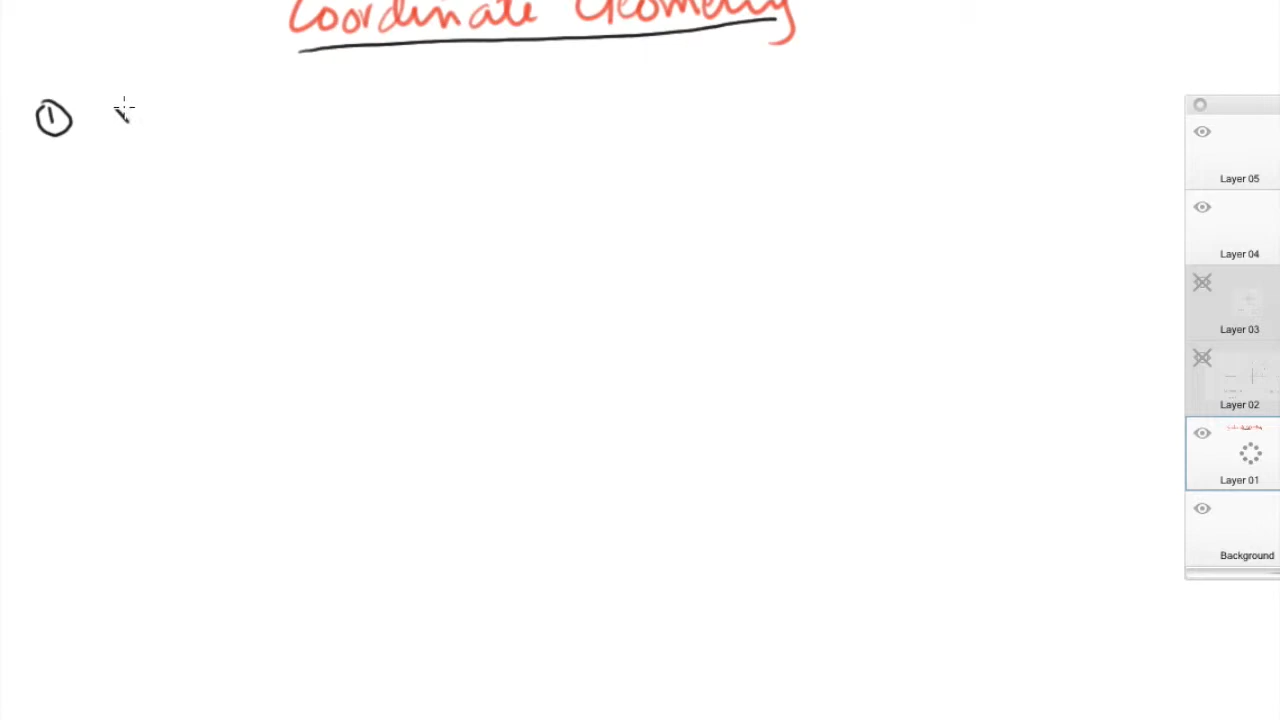 Coordinate Geometry
①
Layer 05
Layer 04
Layer 03
Layer 02
Layer 01
Background